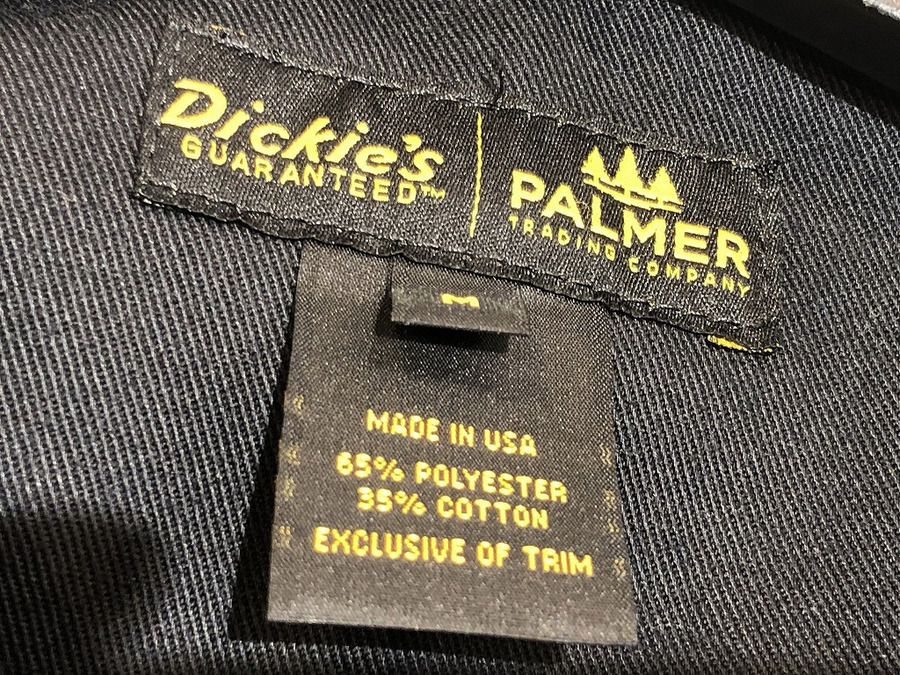 Dickie's
GUARANTEED™
PALMER
TRADING COMPANY
M
MADE IN USA
65% POLYESTER
35% COTTON
EXCLUSIVE OF TRIM